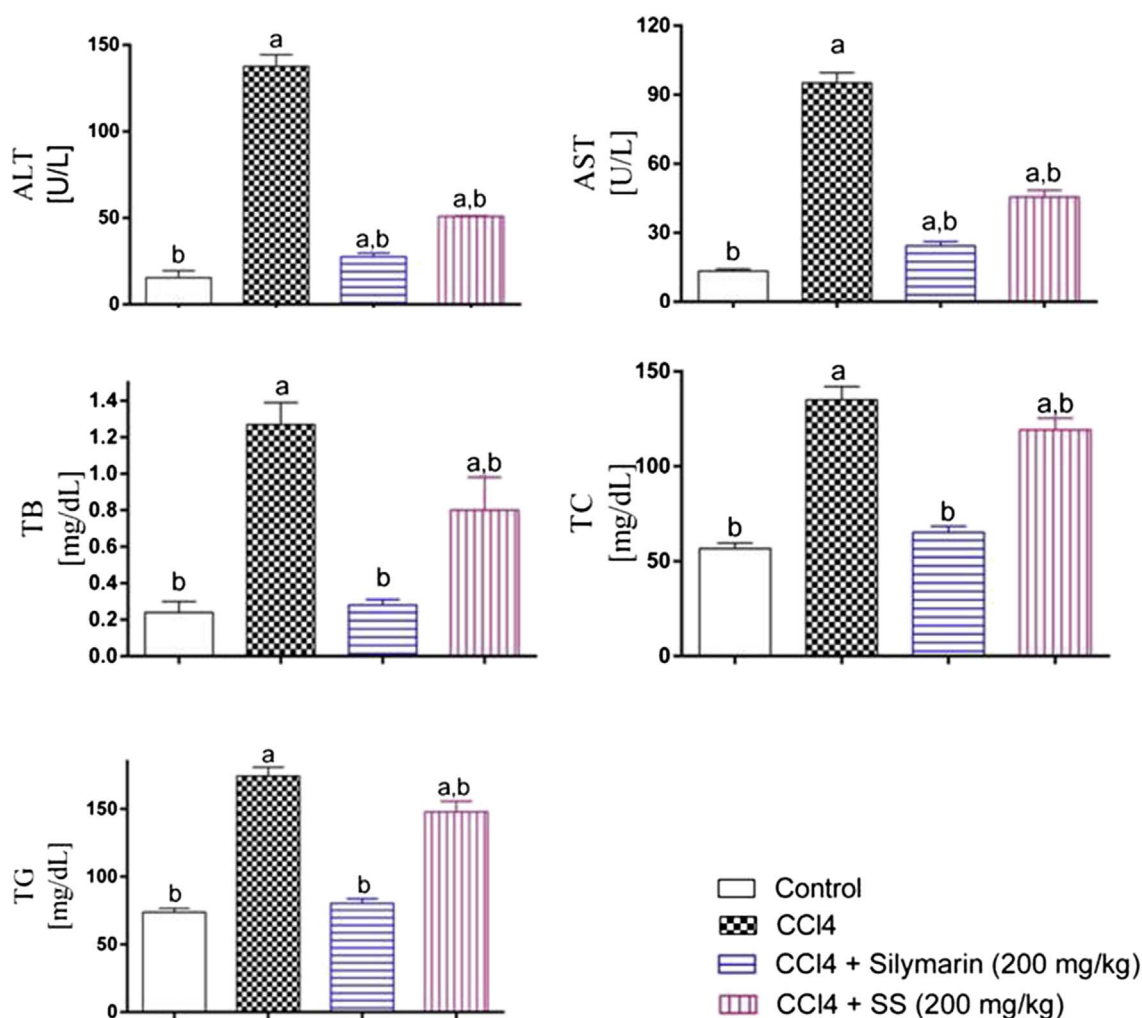 150
100
50
0
ALT
[U/L]
b
a
a,b
a,b
120
90
60
30
0
AST
[U/L]
b
a
a,b
a,b
1.4
1.2
1.0
0.8
0.6
0.4
0.2
0.0
TB
[mg/dL]
b
a
b
a,b
150
100
50
0
TC
[mg/dL]
b
a
b
a,b
150
100
50
0
TG
[mg/dL]
b
a
b
a,b
Control
CCl4
CCl4 + Silymarin (200 mg/kg)
CCl4 + SS (200 mg/kg)